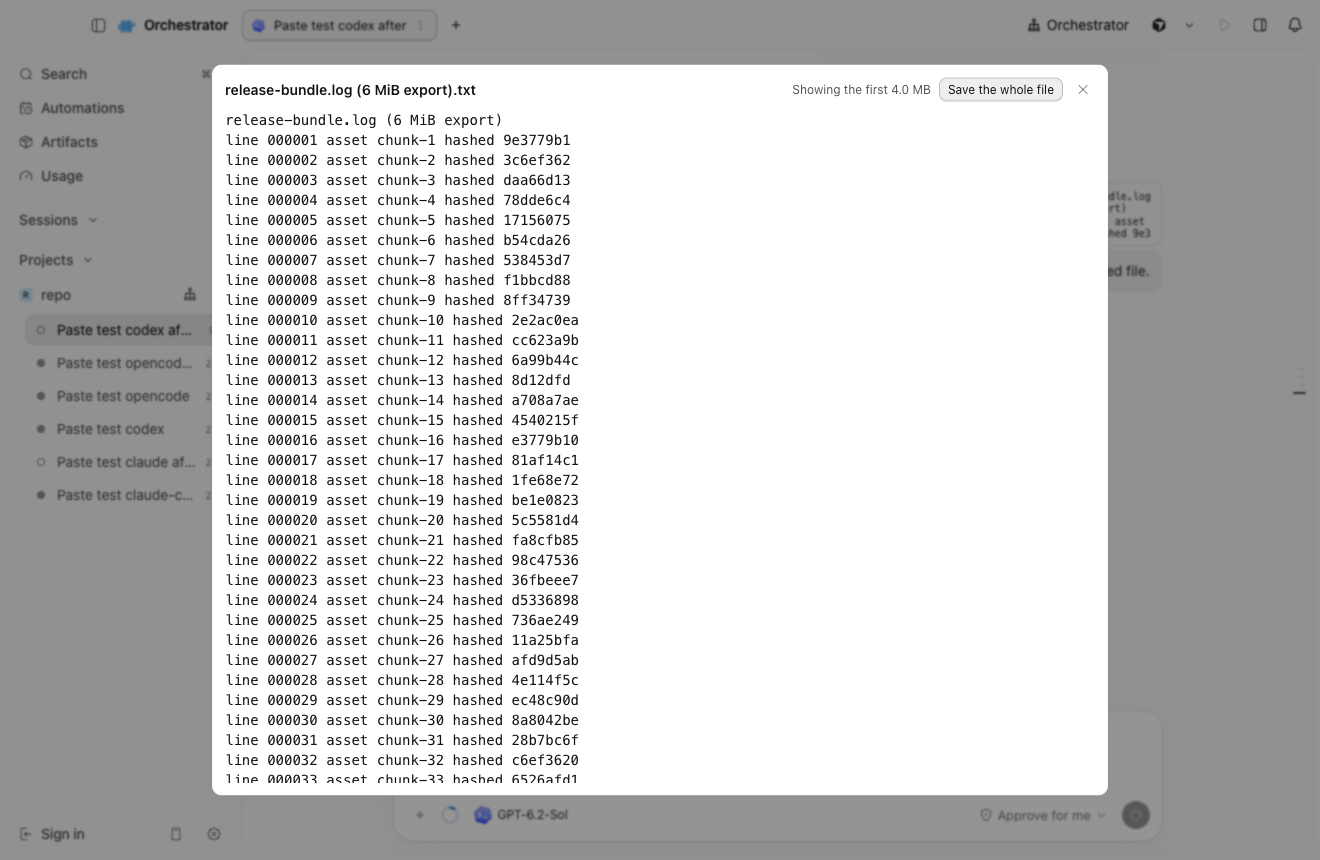 Orchestrator
Paste test codex after
Orchestrator
Search
Automations
Artifacts
Usage
Sessions
Projects
repo
Paste test codex af...
Paste test opencod...
Paste test opencode
Paste test codex
Paste test claude af...
Paste test claude-c...
Sign in
release-bundle.log (6 MiB export).txt
Showing the first 4.0 MB
Save the whole file
release-bundle.log (6 MiB export)
line 000001 asset chunk-1 hashed 9e3779b1
line 000002 asset chunk-2 hashed 3c6ef362
line 000003 asset chunk-3 hashed daa66d13
line 000004 asset chunk-4 hashed 78dde6c4
line 000005 asset chunk-5 hashed 17156075
line 000006 asset chunk-6 hashed b54cda26
line 000007 asset chunk-7 hashed 538453d7
line 000008 asset chunk-8 hashed f1bbcd88
line 000009 asset chunk-9 hashed 8ff34739
line 000010 asset chunk-10 hashed 2e2ac0ea
line 000011 asset chunk-11 hashed cc623a9b
line 000012 asset chunk-12 hashed 6a99b44c
line 000013 asset chunk-13 hashed 8d12dfd
line 000014 asset chunk-14 hashed a708a7ae
line 000015 asset chunk-15 hashed 4540215f
line 000016 asset chunk-16 hashed e3779b10
line 000017 asset chunk-17 hashed 81af14c1
line 000018 asset chunk-18 hashed 1fe68e72
line 000019 asset chunk-19 hashed be1e0823
line 000020 asset chunk-20 hashed 5c5581d4
line 000021 asset chunk-21 hashed fa8cfb85
line 000022 asset chunk-22 hashed 98c47536
line 000023 asset chunk-23 hashed 36fbeee7
line 000024 asset chunk-24 hashed d5336898
line 000025 asset chunk-25 hashed 736ae249
line 000026 asset chunk-26 hashed 11a25bfa
line 000027 asset chunk-27 hashed afd9d5ab
line 000028 asset chunk-28 hashed 4e114f5c
line 000029 asset chunk-29 hashed ec48c90d
line 000030 asset chunk-30 hashed 8a8042be
line 000031 asset chunk-31 hashed 28b7bc6f
line 000032 asset chunk-32 hashed c6ef3620
line 000033 asset chunk-33 hashed 6526afd1
dle.log
rt)
asset
hed 9e3
ed file.
GPT-6.2-Sol
Approve for me